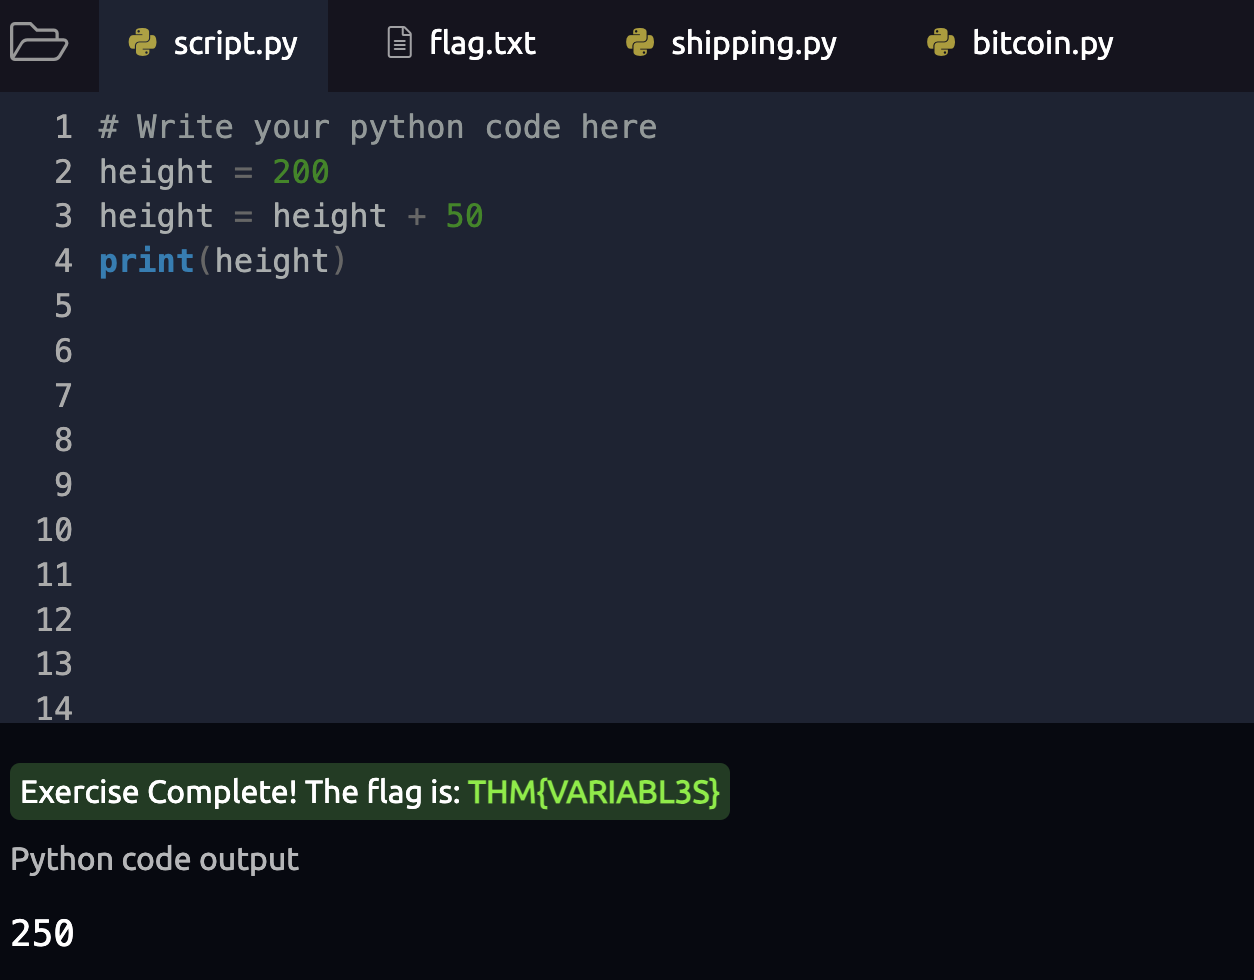 script.py flag.txt shipping.py bitcoin.py
1 # Write your python code here
2 height = 200
3 height = height + 50
4 print(height)
5
6
7
8
9
10
11
12
13
14
Exercise Complete! The flag is: THM{VARIABL3S}
Python code output
250